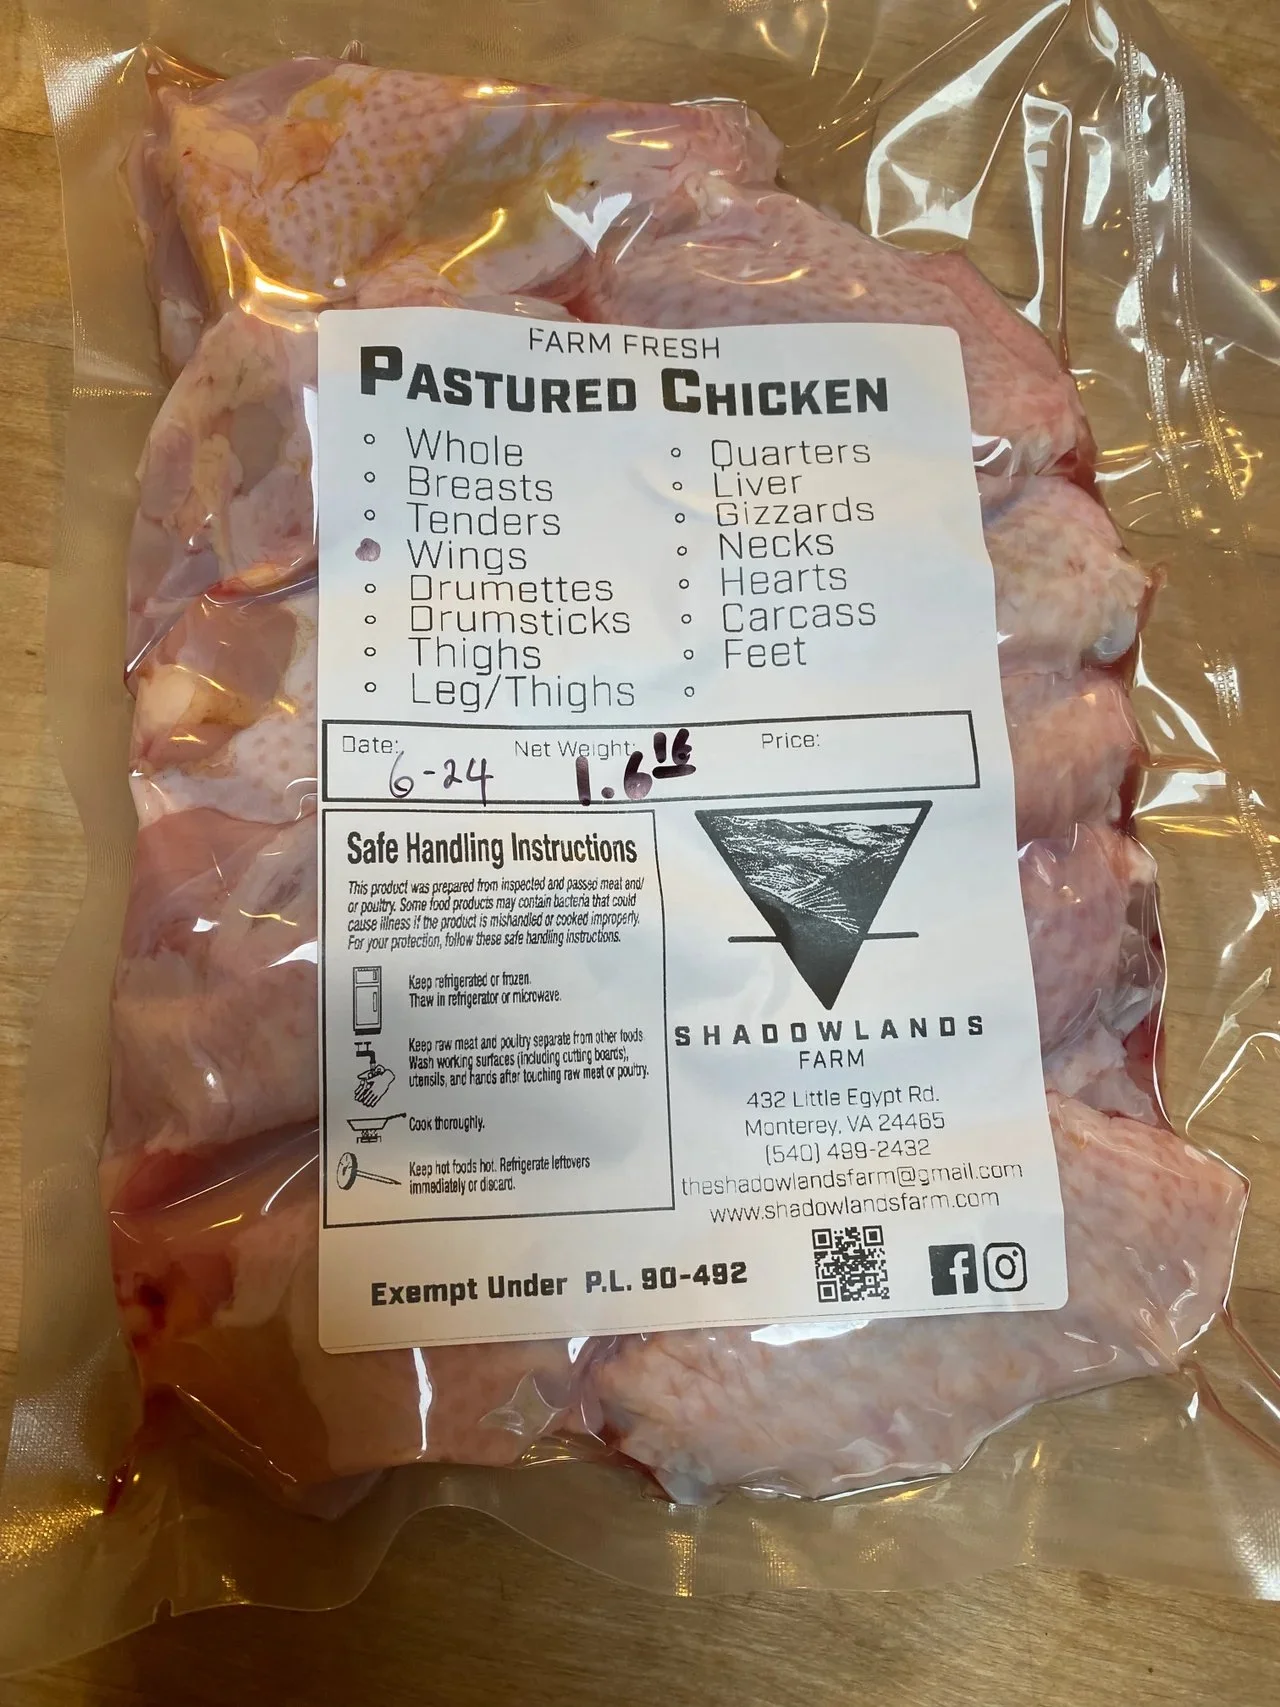 FARM FRESH
PASTURED CHICKEN
Whole
Breasts
Tenders
Wings
Drumettes
Drumsticks
Thighs
Leg/Thighs
Quarters
Liver
Gizzards
Necks
Hearts
Carcass
Feet
Date: 6-24 Net Weight: 1.6 lb Price:
Safe Handling Instructions
This product was prepared from inspected and passed meat and/
or poultry. Some food products may contain bacteria that could
cause illness if the product is mishandled or cooked improperly.
For your protection, follow these safe handling instructions.
Keep refrigerated or frozen.
Thaw in refrigerator or microwave.
Keep raw meat and poultry separate from other foods.
Wash working surfaces (including cutting boards),
utensils, and hands after touching raw meat or poultry.
Cook thoroughly.
Keep hot foods hot. Refrigerate leftovers
immediately or discard.
SHADOWLANDS
FARM
432 Little Egypt Rd.
Monterey, VA 24465
(540) 499-2432
theshadowlandsfarm@gmail.com
www.shadowlandsfarm.com
Exempt Under P.L. 90-492